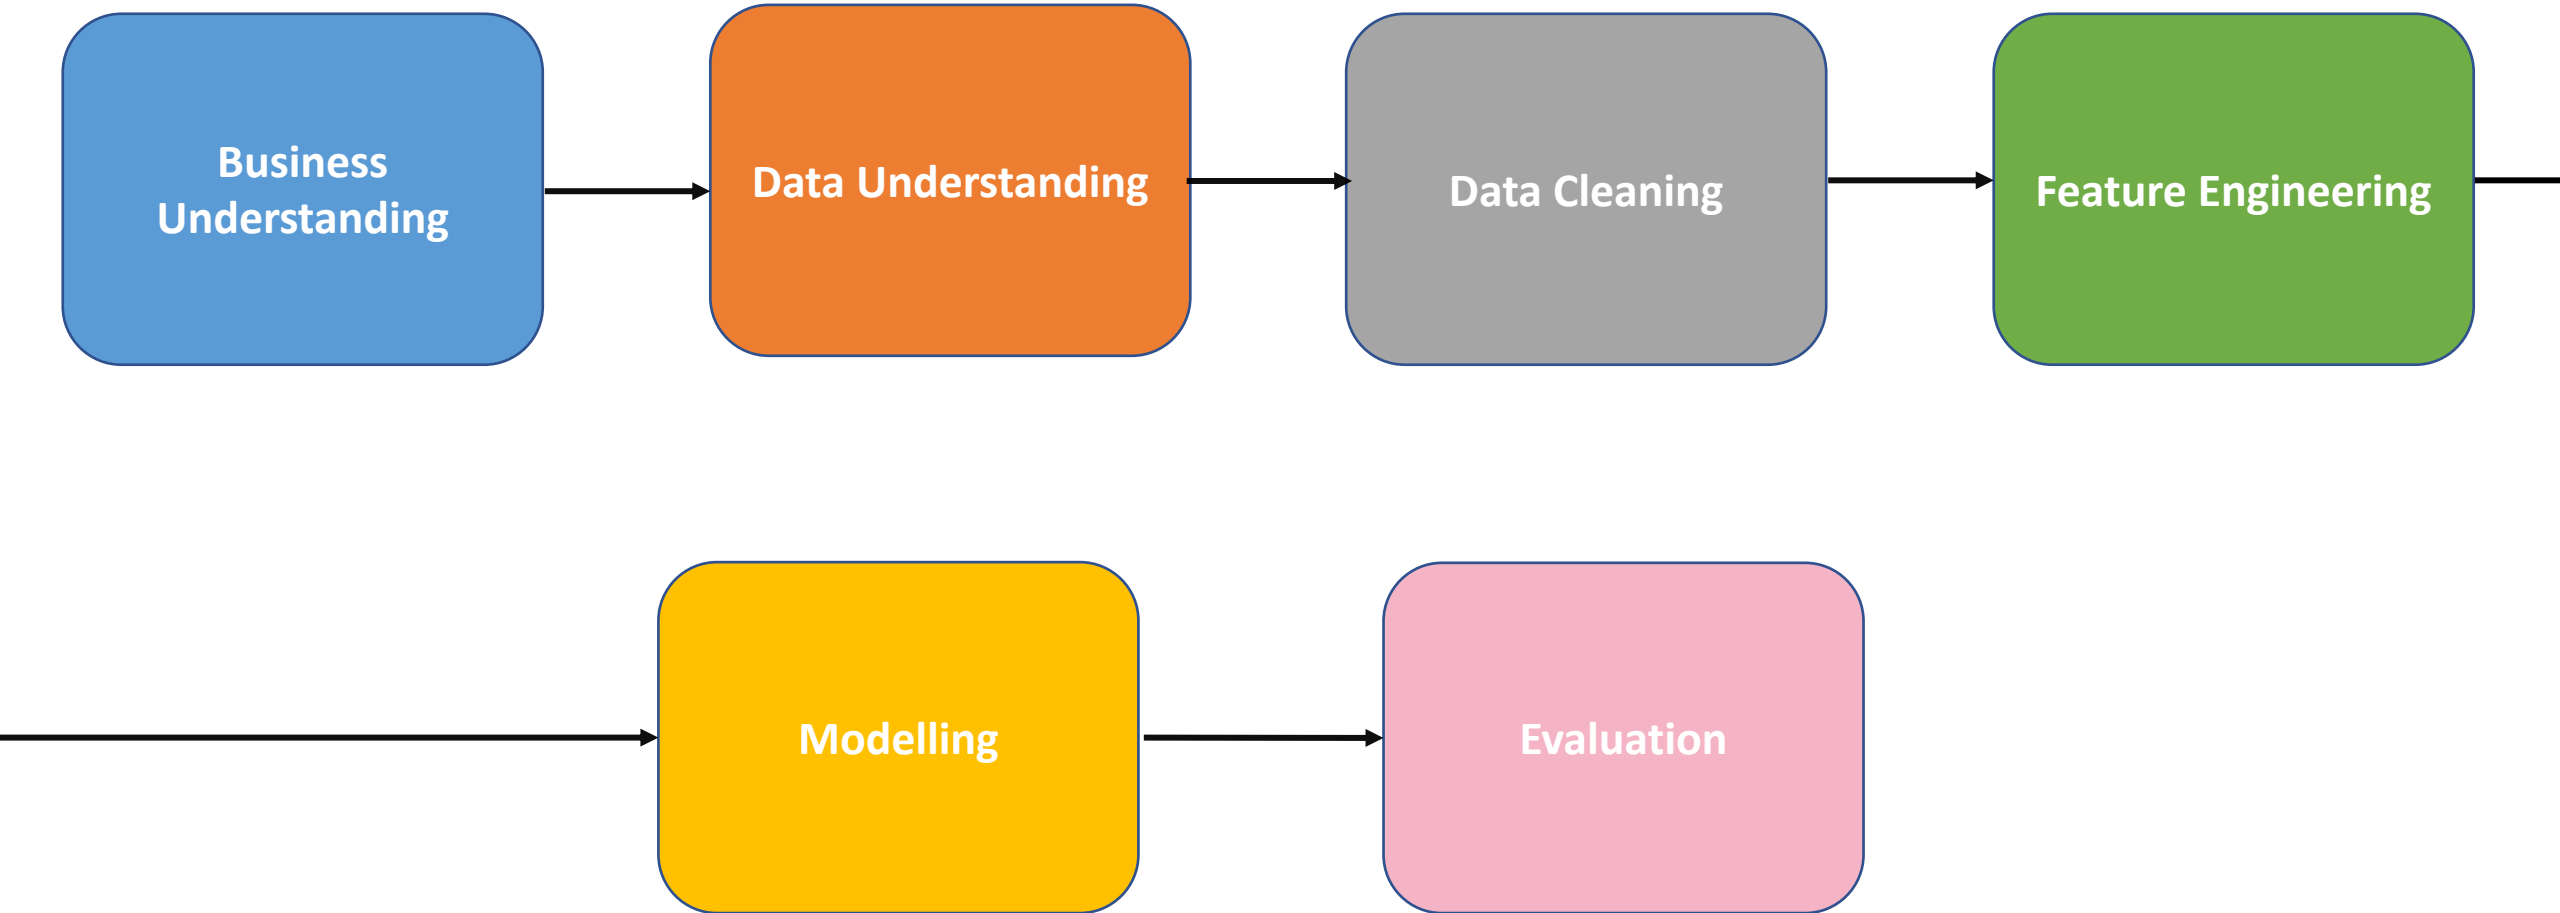 Business
Understanding
Data Understanding
Data Cleaning
Feature Engineering
Modelling
Evaluation